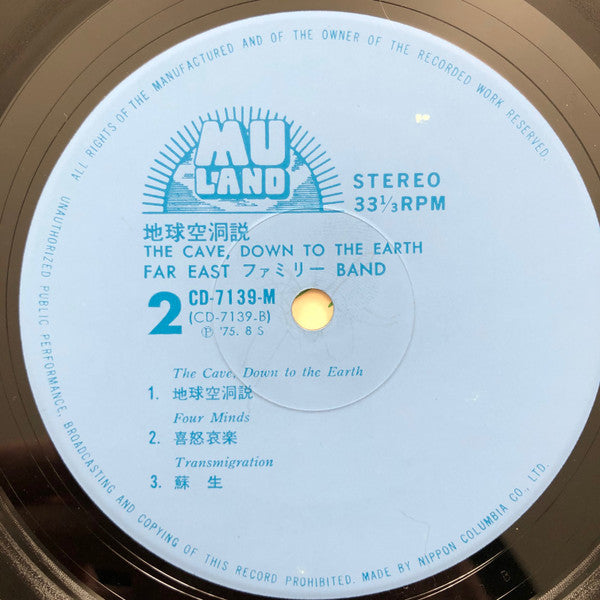 ALL RIGHTS OF THE MANUFACTURED AND OF THE OWNER OF THE RECORDED WORK RESERVED.
MU
LAND
STEREO
33⅓RPM
地球空洞説
THE CAVE, DOWN TO THE EARTH
FAR EAST ファミリー BAND
2
CD-7139-M
(CD-7139-B)
Ⓟ '75. 8 S
The Cave, Down to the Earth
1. 地球空洞説
Four Minds
2. 喜怒哀楽
Transmigration
3. 蘇 生
UNAUTHORIZED PUBLIC PERFORMANCE, BROADCASTING AND COPYING OF THIS RECORD PROHIBITED. MADE BY NIPPON COLUMBIA CO., LTD.